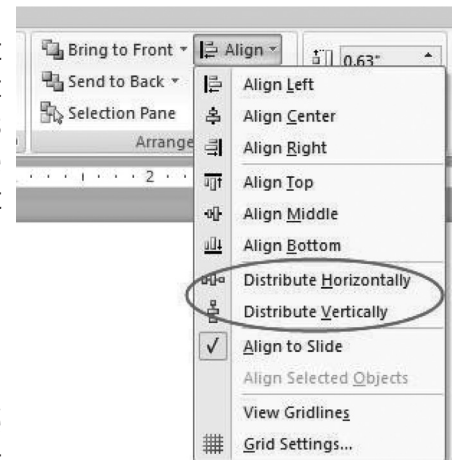 Bring to Front
Align
0.63"
Send to Back
Selection Pane
Arrange
2
Align Left
Align Center
Align Right
Align Top
Align Middle
Align Bottom
Distribute Horizontally
Distribute Vertically
Align to Slide
Align Selected Objects
View Gridlines
Grid Settings...